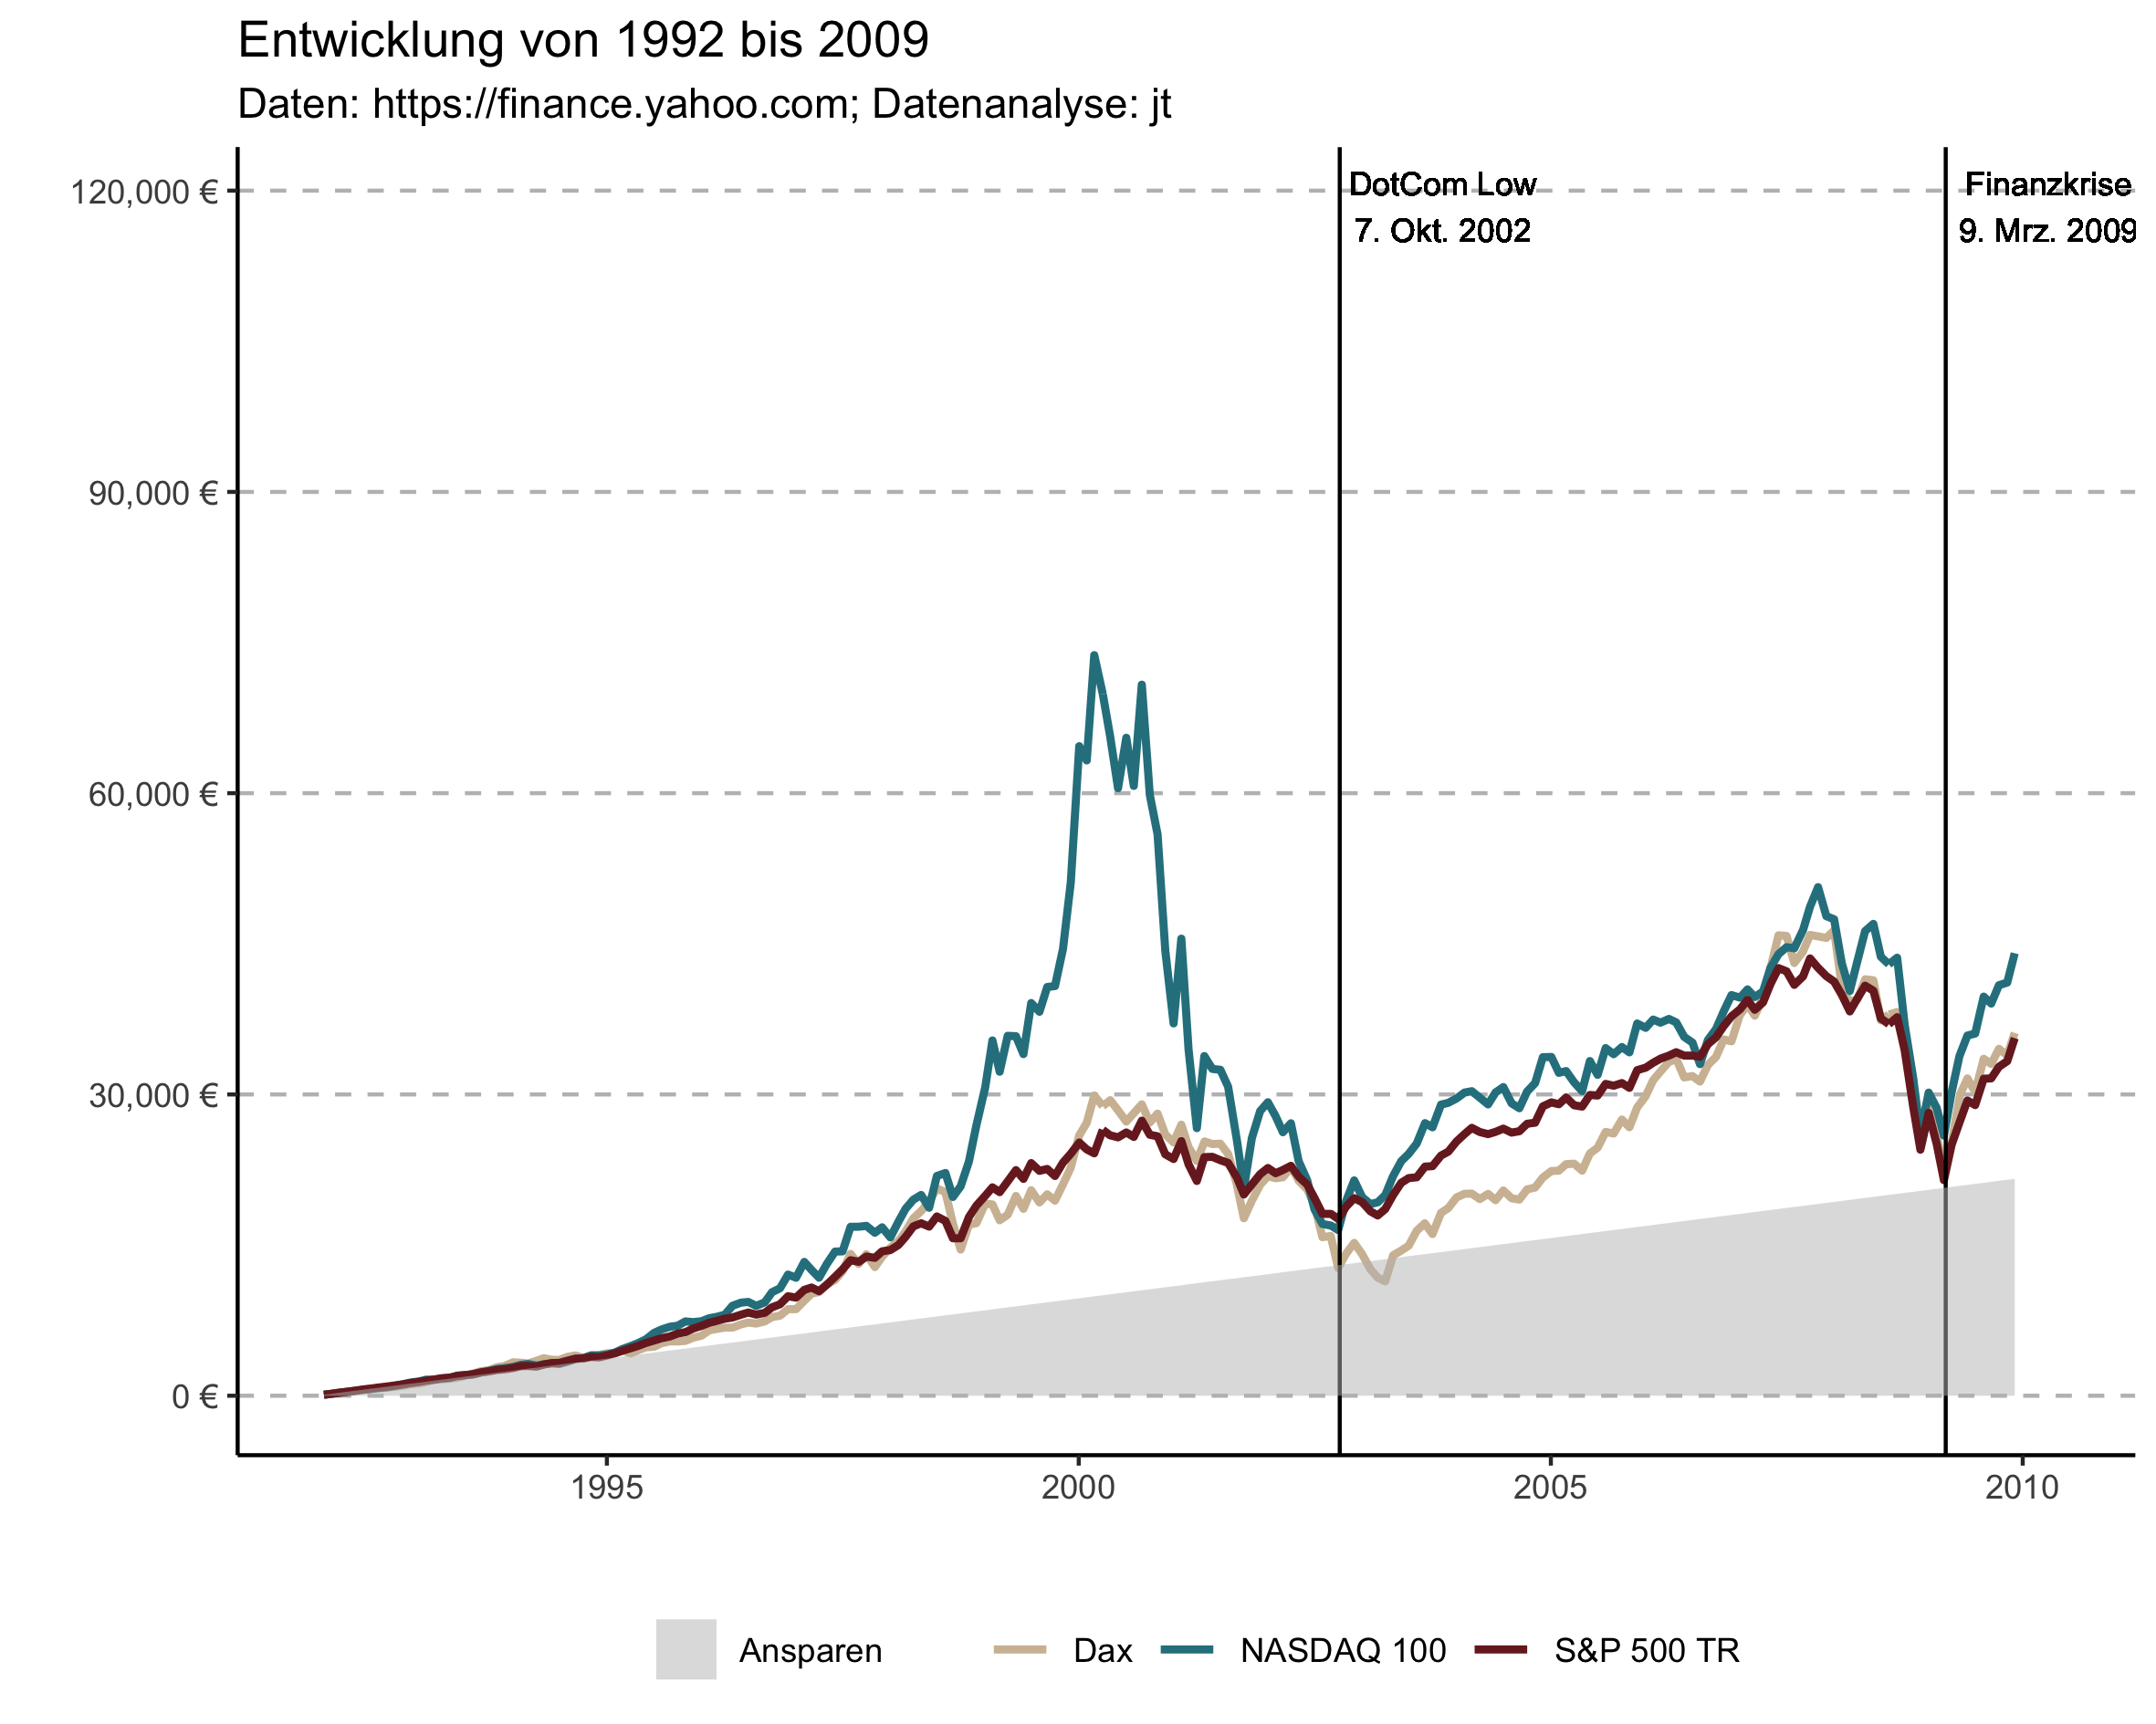 Entwicklung von 1992 bis 2009
Daten: https://finance.yahoo.com; Datenanalyse: jt
120,000 €
90,000 €
60,000 €
30,000 €
0 €
DotCom Low
7. Okt. 2002
Finanzkrise
9. Mrz. 2009
1995
2000
2005
2010
Ansparen
Dax
NASDAQ 100
S&P 500 TR